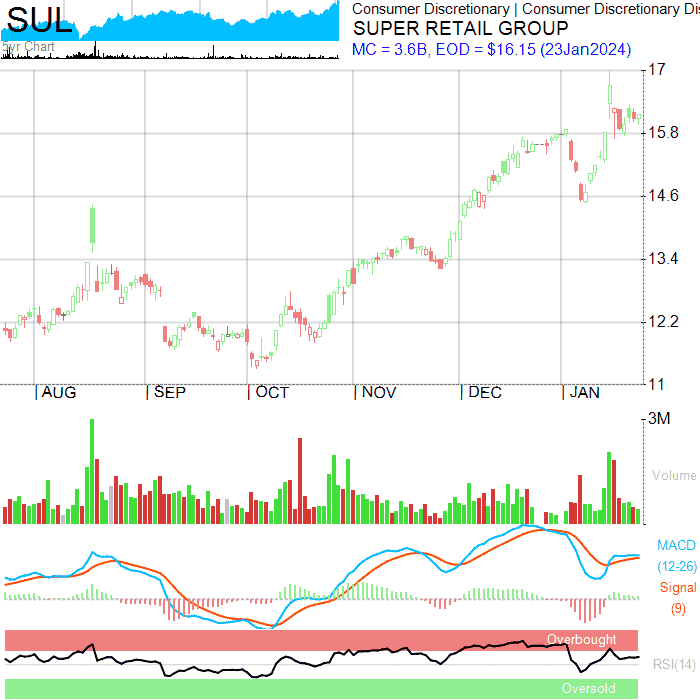 SUL
Consumer Discretionary | Consumer Discretionary Dis
SUPER RETAIL GROUP
5yr Chart
MC = 3.6B, EOD = $16.15 (23Jan2024)
17
15.8
14.6
13.4
12.2
11
AUG
SEP
OCT
NOV
DEC
JAN
3M
Volume
MACD
(12-26)
Signal
(9)
Overbought
RSI(14)
Oversold